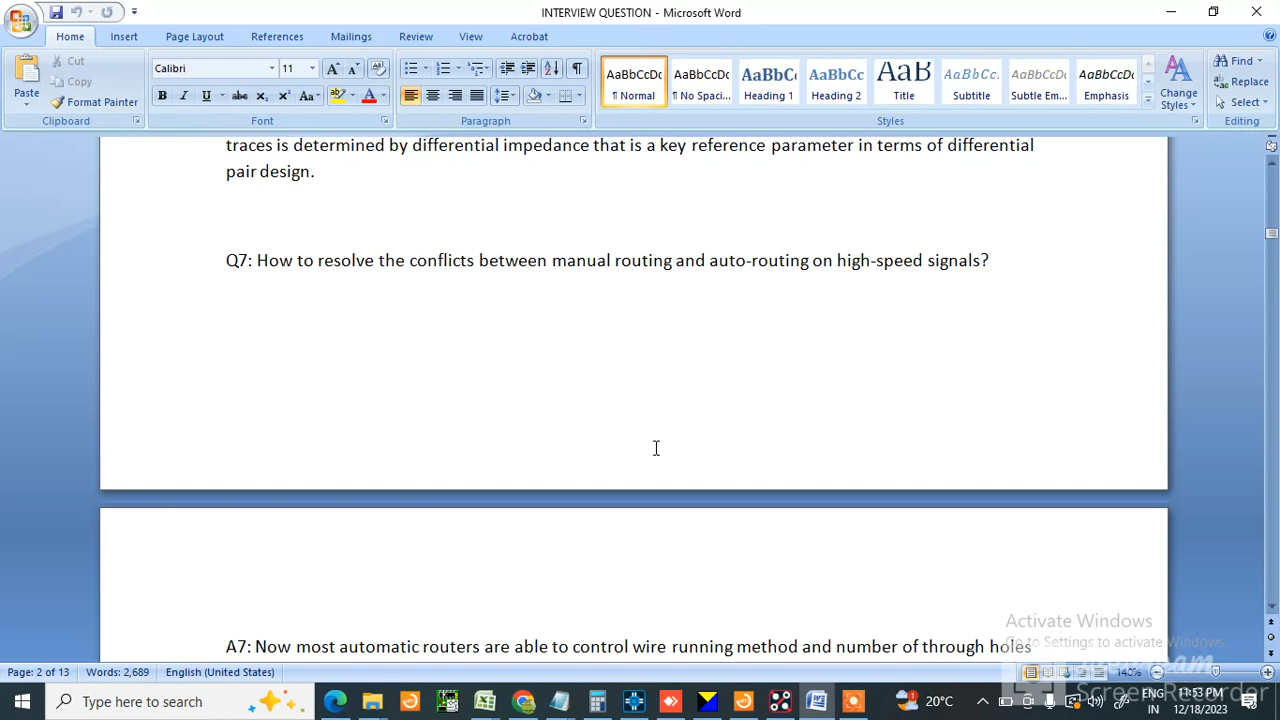 INTERVIEW QUESTION - Microsoft Word
Home Insert Page Layout References Mailings Review View Acrobat
Paste
Cut
Copy
Format Painter
Clipboard
Calibri 11
Font
Paragraph
AaBbCcDc AaBbCcDc AaBbCc AaBbCc AaB AaBbCc. AaBbCcDc AaBbCcDc
¶ Normal ¶ No Spaci... Heading 1 Heading 2 Title Subtitle Subtle Em... Emphasis
Change Styles
Styles
Find
Replace
Select
Editing
traces is determined by differential impedance that is a key reference parameter in terms of differential
pair design.
Q7: How to resolve the conflicts between manual routing and auto-routing on high-speed signals?
A7: Now most automatic routers are able to control wire running method and number of through holes
Activate Windows
Go to Settings to activate Windows.
Screen Recorder
Page: 2 of 13 Words: 2,689 English (United States) 140%
Type here to search
20°C
ENG
IN
11:53 PM
12/18/2023